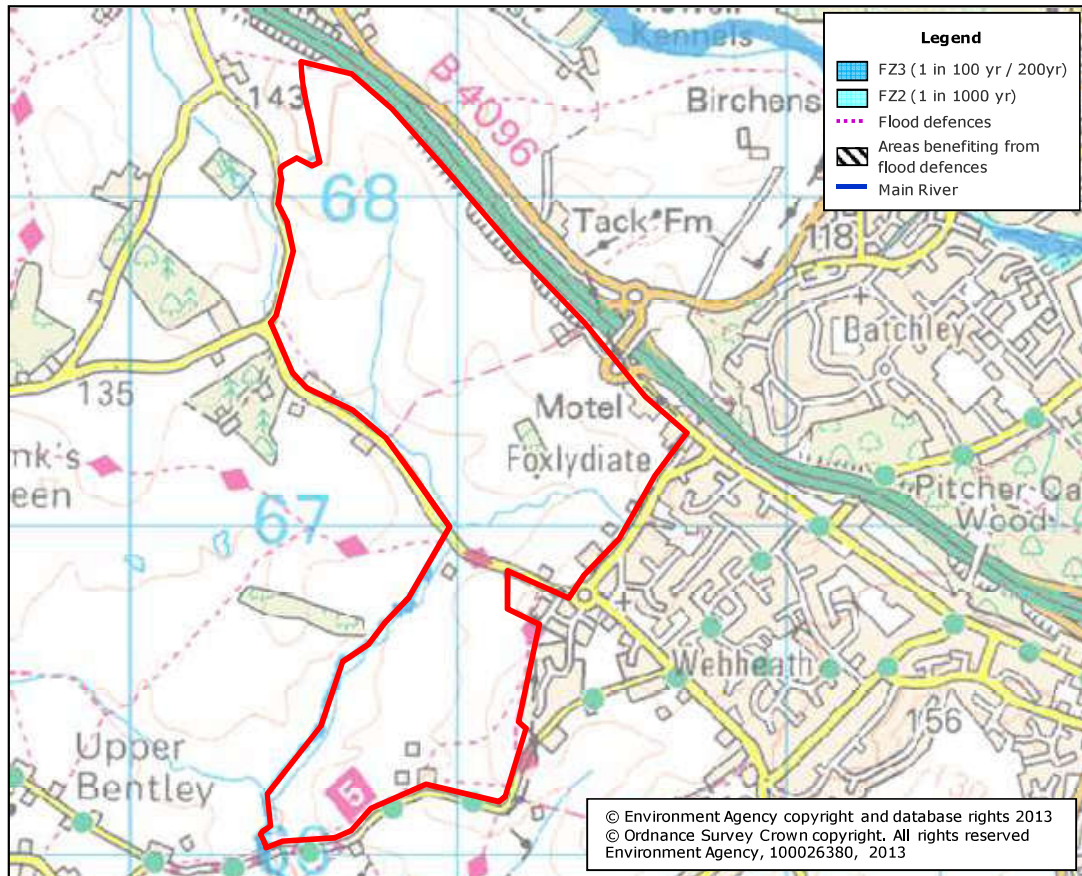 Kennels
Legend
FZ3 (1 in 100 yr / 200yr)
FZ2 (1 in 1000 yr)
Flood defences
Areas benefiting from
flood defences
Main River
B 4096
143
Birchens
68
Tack Fm
118
Batchley
135
Motel
Foxlydiate
nk's
een
67
Pitcher Oa
Wood
Webheath
156
Upper
Bentley
5
© Environment Agency copyright and database rights 2013
© Ordnance Survey Crown copyright. All rights reserved
Environment Agency, 100026380, 2013